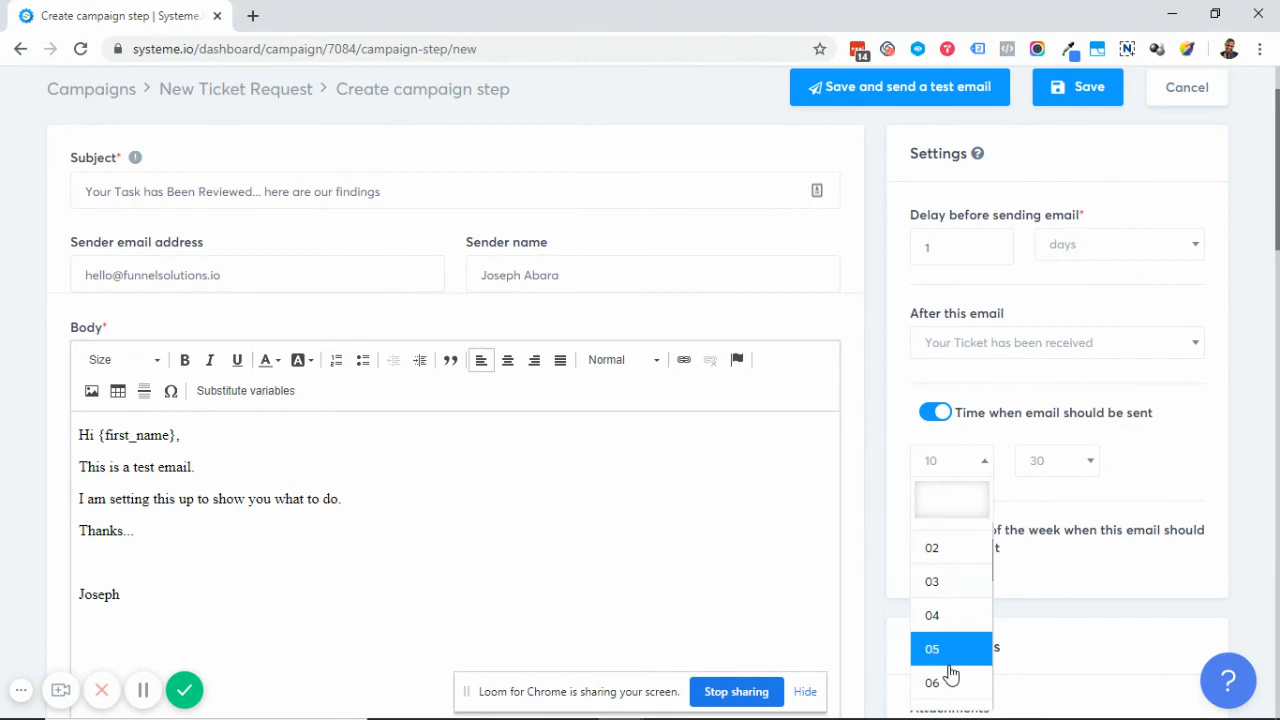 Create campaign step | Systeme.
systeme.io/dashboard/campaign/7084/campaign-step/new
14
Campaigns > New Ticket Request > Create campaign step
Save and send a test email
Save
Cancel
Subject*
Your Task has Been Reviewed... here are our findings
Sender email address
Sender name
hello@funnelsolutions.io
Joseph Abara
Body*
Size
B I U A A
Normal
Ω Substitute variables
Hi {first_name},
This is a test email.
I am setting this up to show you what to do.
Thanks...
Joseph
Settings ?
Delay before sending email*
1
days
After this email
Your Ticket has been received
Time when email should be sent
10
30
of the week when this email should
t
02
03
04
05
s
06
Loom for Chrome is sharing your screen.
Stop sharing
Hide
?